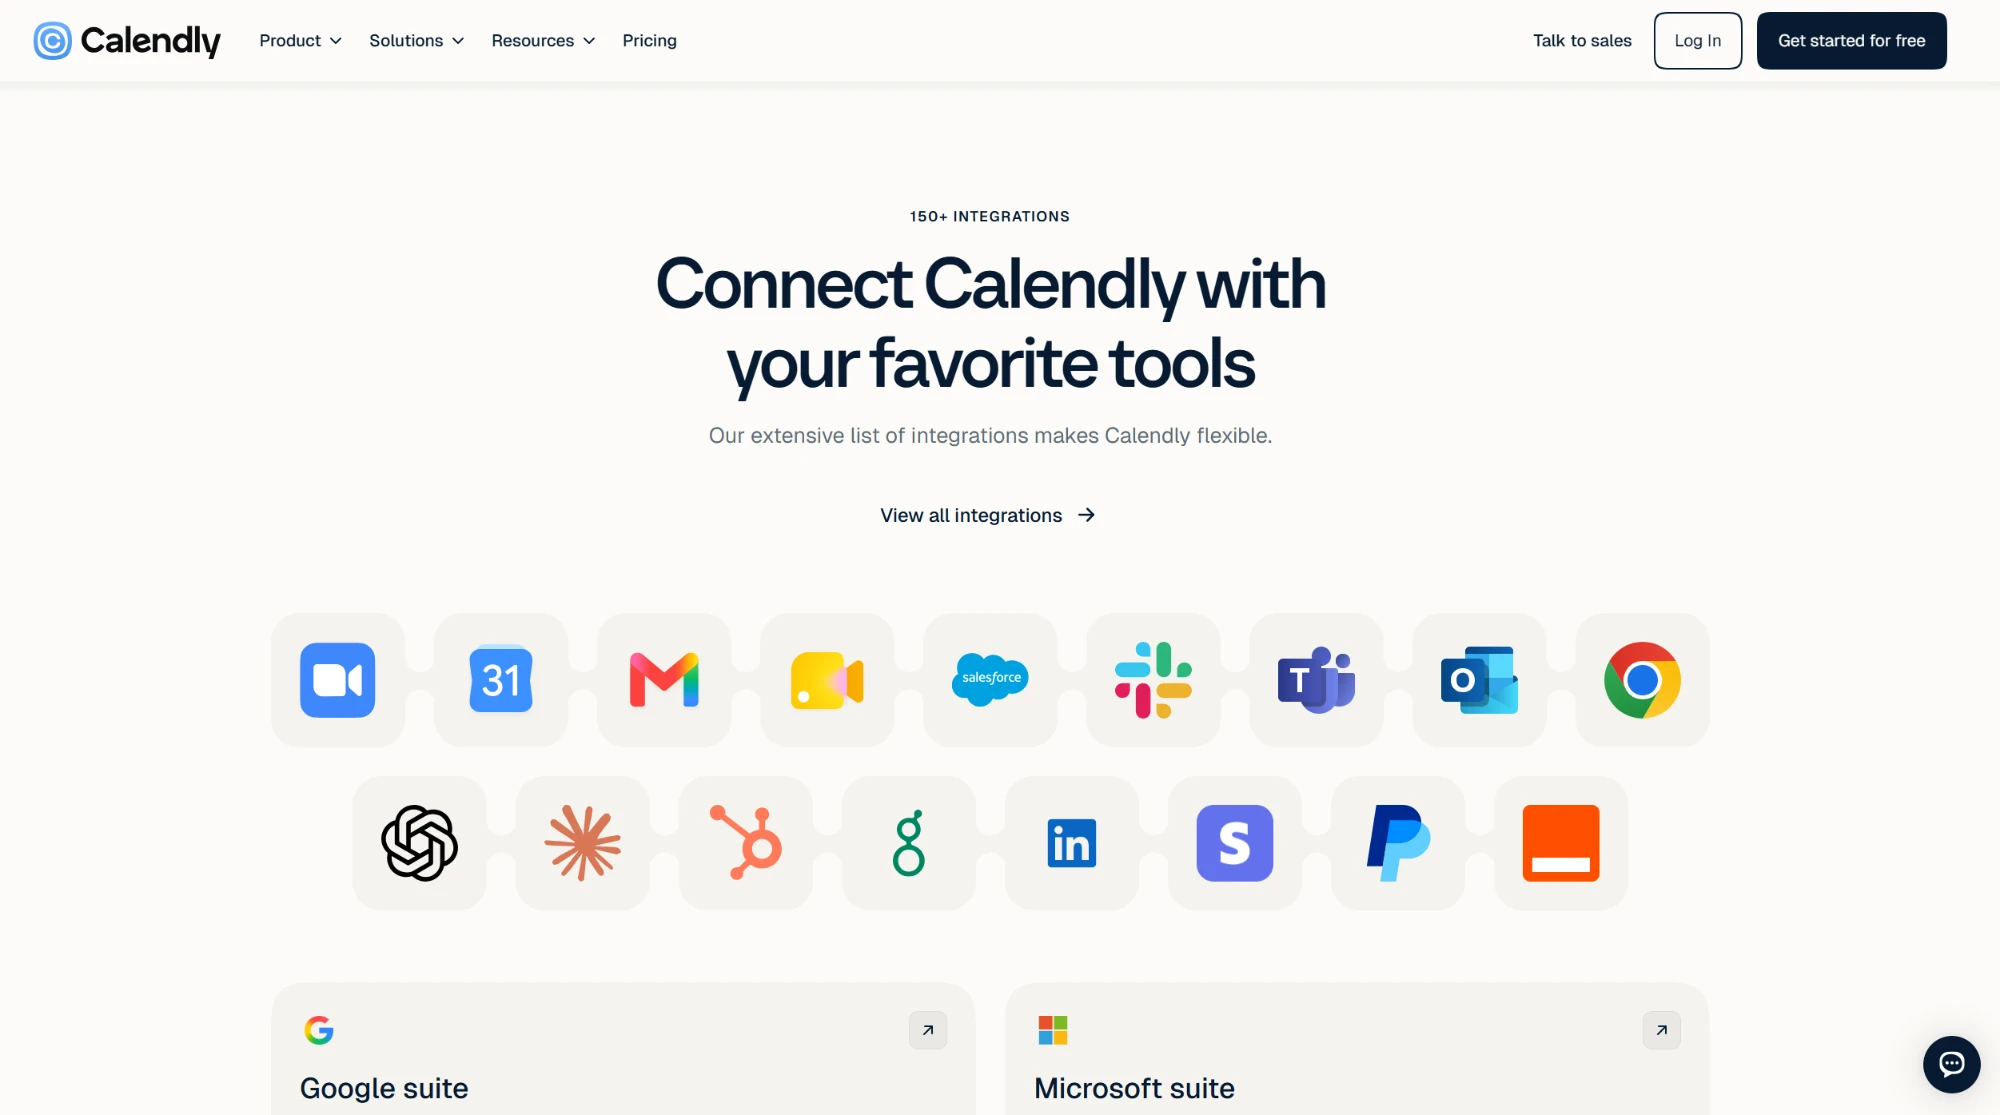 Calendly
Product
Solutions
Resources
Pricing
Talk to sales
Log In
Get started for free
150+ INTEGRATIONS
Connect Calendly with
your favorite tools
Our extensive list of integrations makes Calendly flexible.
View all integrations
31
salesforce
T
O
in
S
Google suite
Microsoft suite